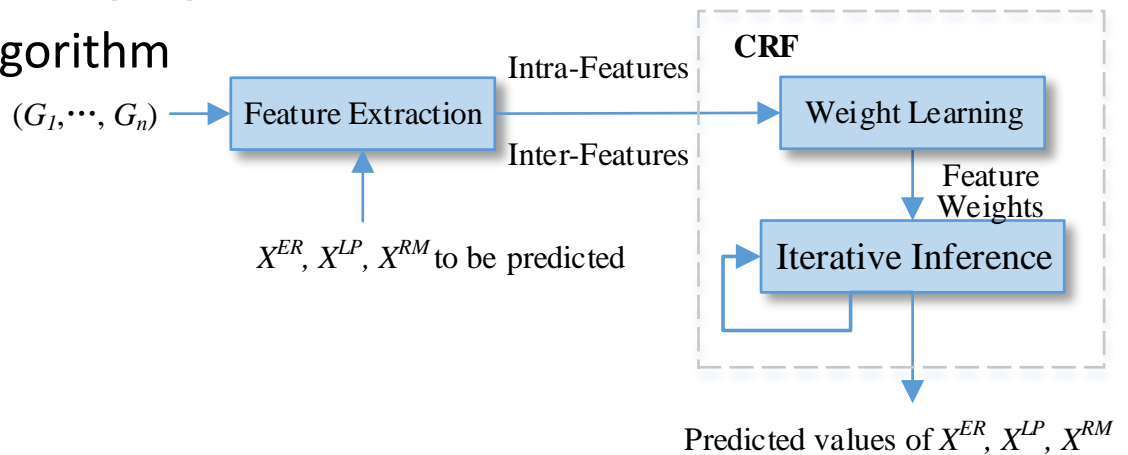 gorithm
CRF
Intra-Features
(G1,⋯, Gn)
Feature Extraction
Weight Learning
Inter-Features
Feature
Weights
X^ER, X^LP, X^RM to be predicted
Iterative Inference
Predicted values of X^ER, X^LP, X^RM